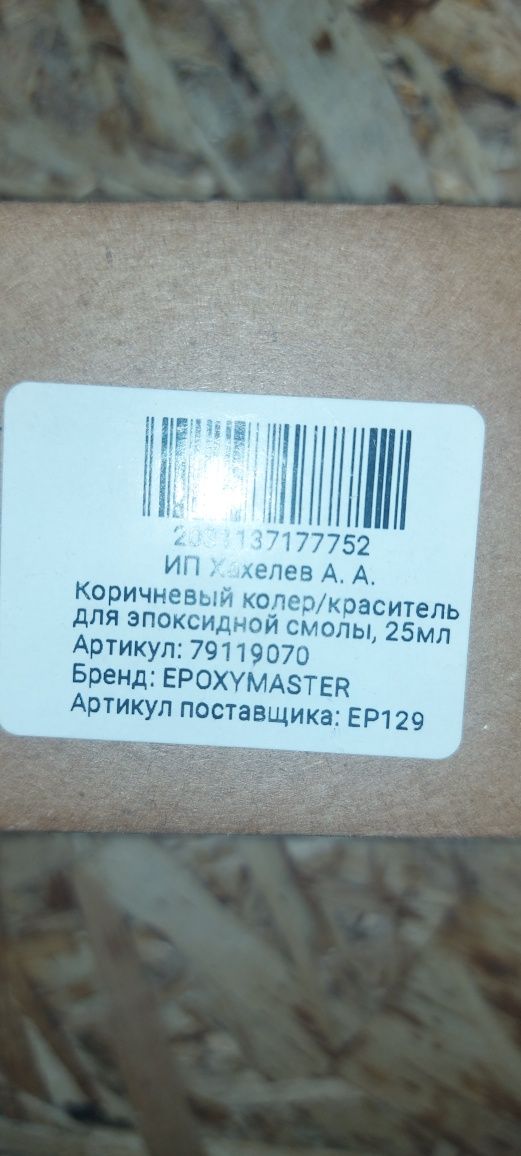 ИП Хахелев А. А.
Коричневый колер/краситель
для эпоксидной смолы, 25мл
Артикул: 79119070
Бренд: EPOXYMASTER
Артикул поставщика: EP129